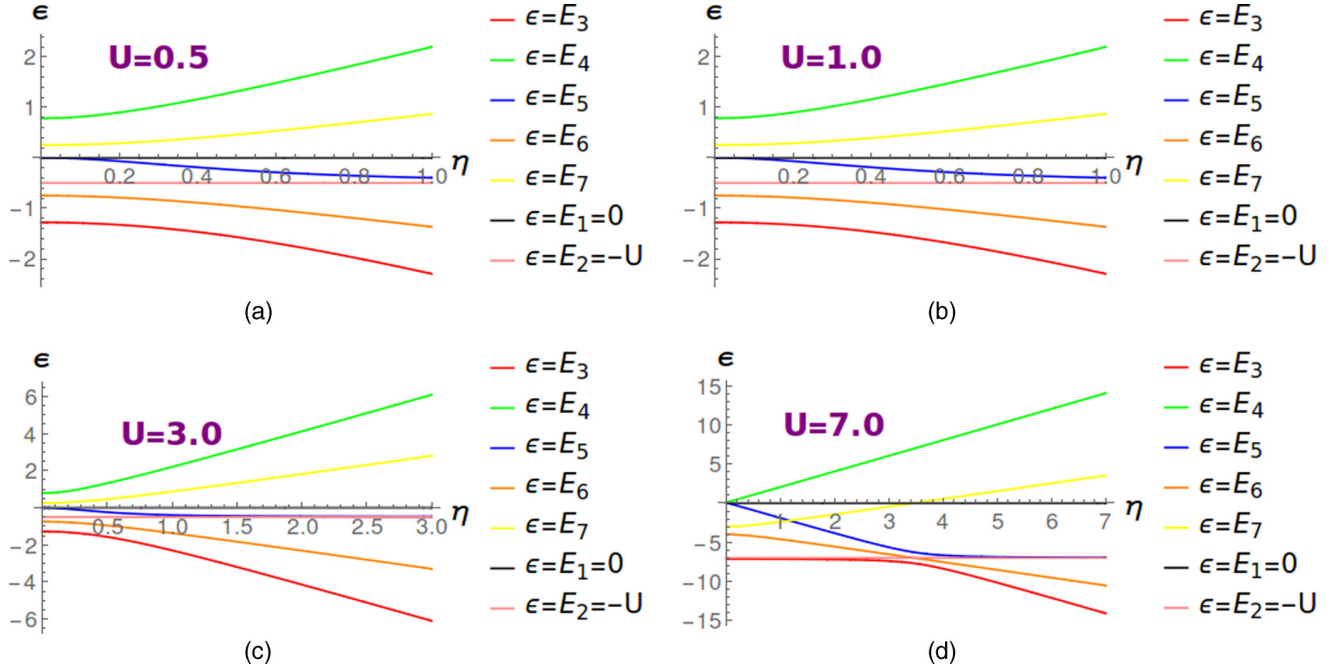 ϵ
U=0.5
2
1
-1
-2
0.2 0.4 0.6 0.8 1.0 η
ϵ=E3
ϵ=E4
ϵ=E5
ϵ=E6
ϵ=E7
ϵ=E1=0
ϵ=E2=-U
(a)
ϵ
U=1.0
2
1
-1
-2
0.2 0.4 0.6 0.8 1.0 η
ϵ=E3
ϵ=E4
ϵ=E5
ϵ=E6
ϵ=E7
ϵ=E1=0
ϵ=E2=-U
(b)
ϵ
U=3.0
6
4
2
-2
-4
-6
0.5 1.0 1.5 2.0 2.5 3.0 η
ϵ=E3
ϵ=E4
ϵ=E5
ϵ=E6
ϵ=E7
ϵ=E1=0
ϵ=E2=-U
(c)
ϵ
U=7.0
15
10
5
-5
-10
-15
1 2 3 4 5 6 7 η
ϵ=E3
ϵ=E4
ϵ=E5
ϵ=E6
ϵ=E7
ϵ=E1=0
ϵ=E2=-U
(d)